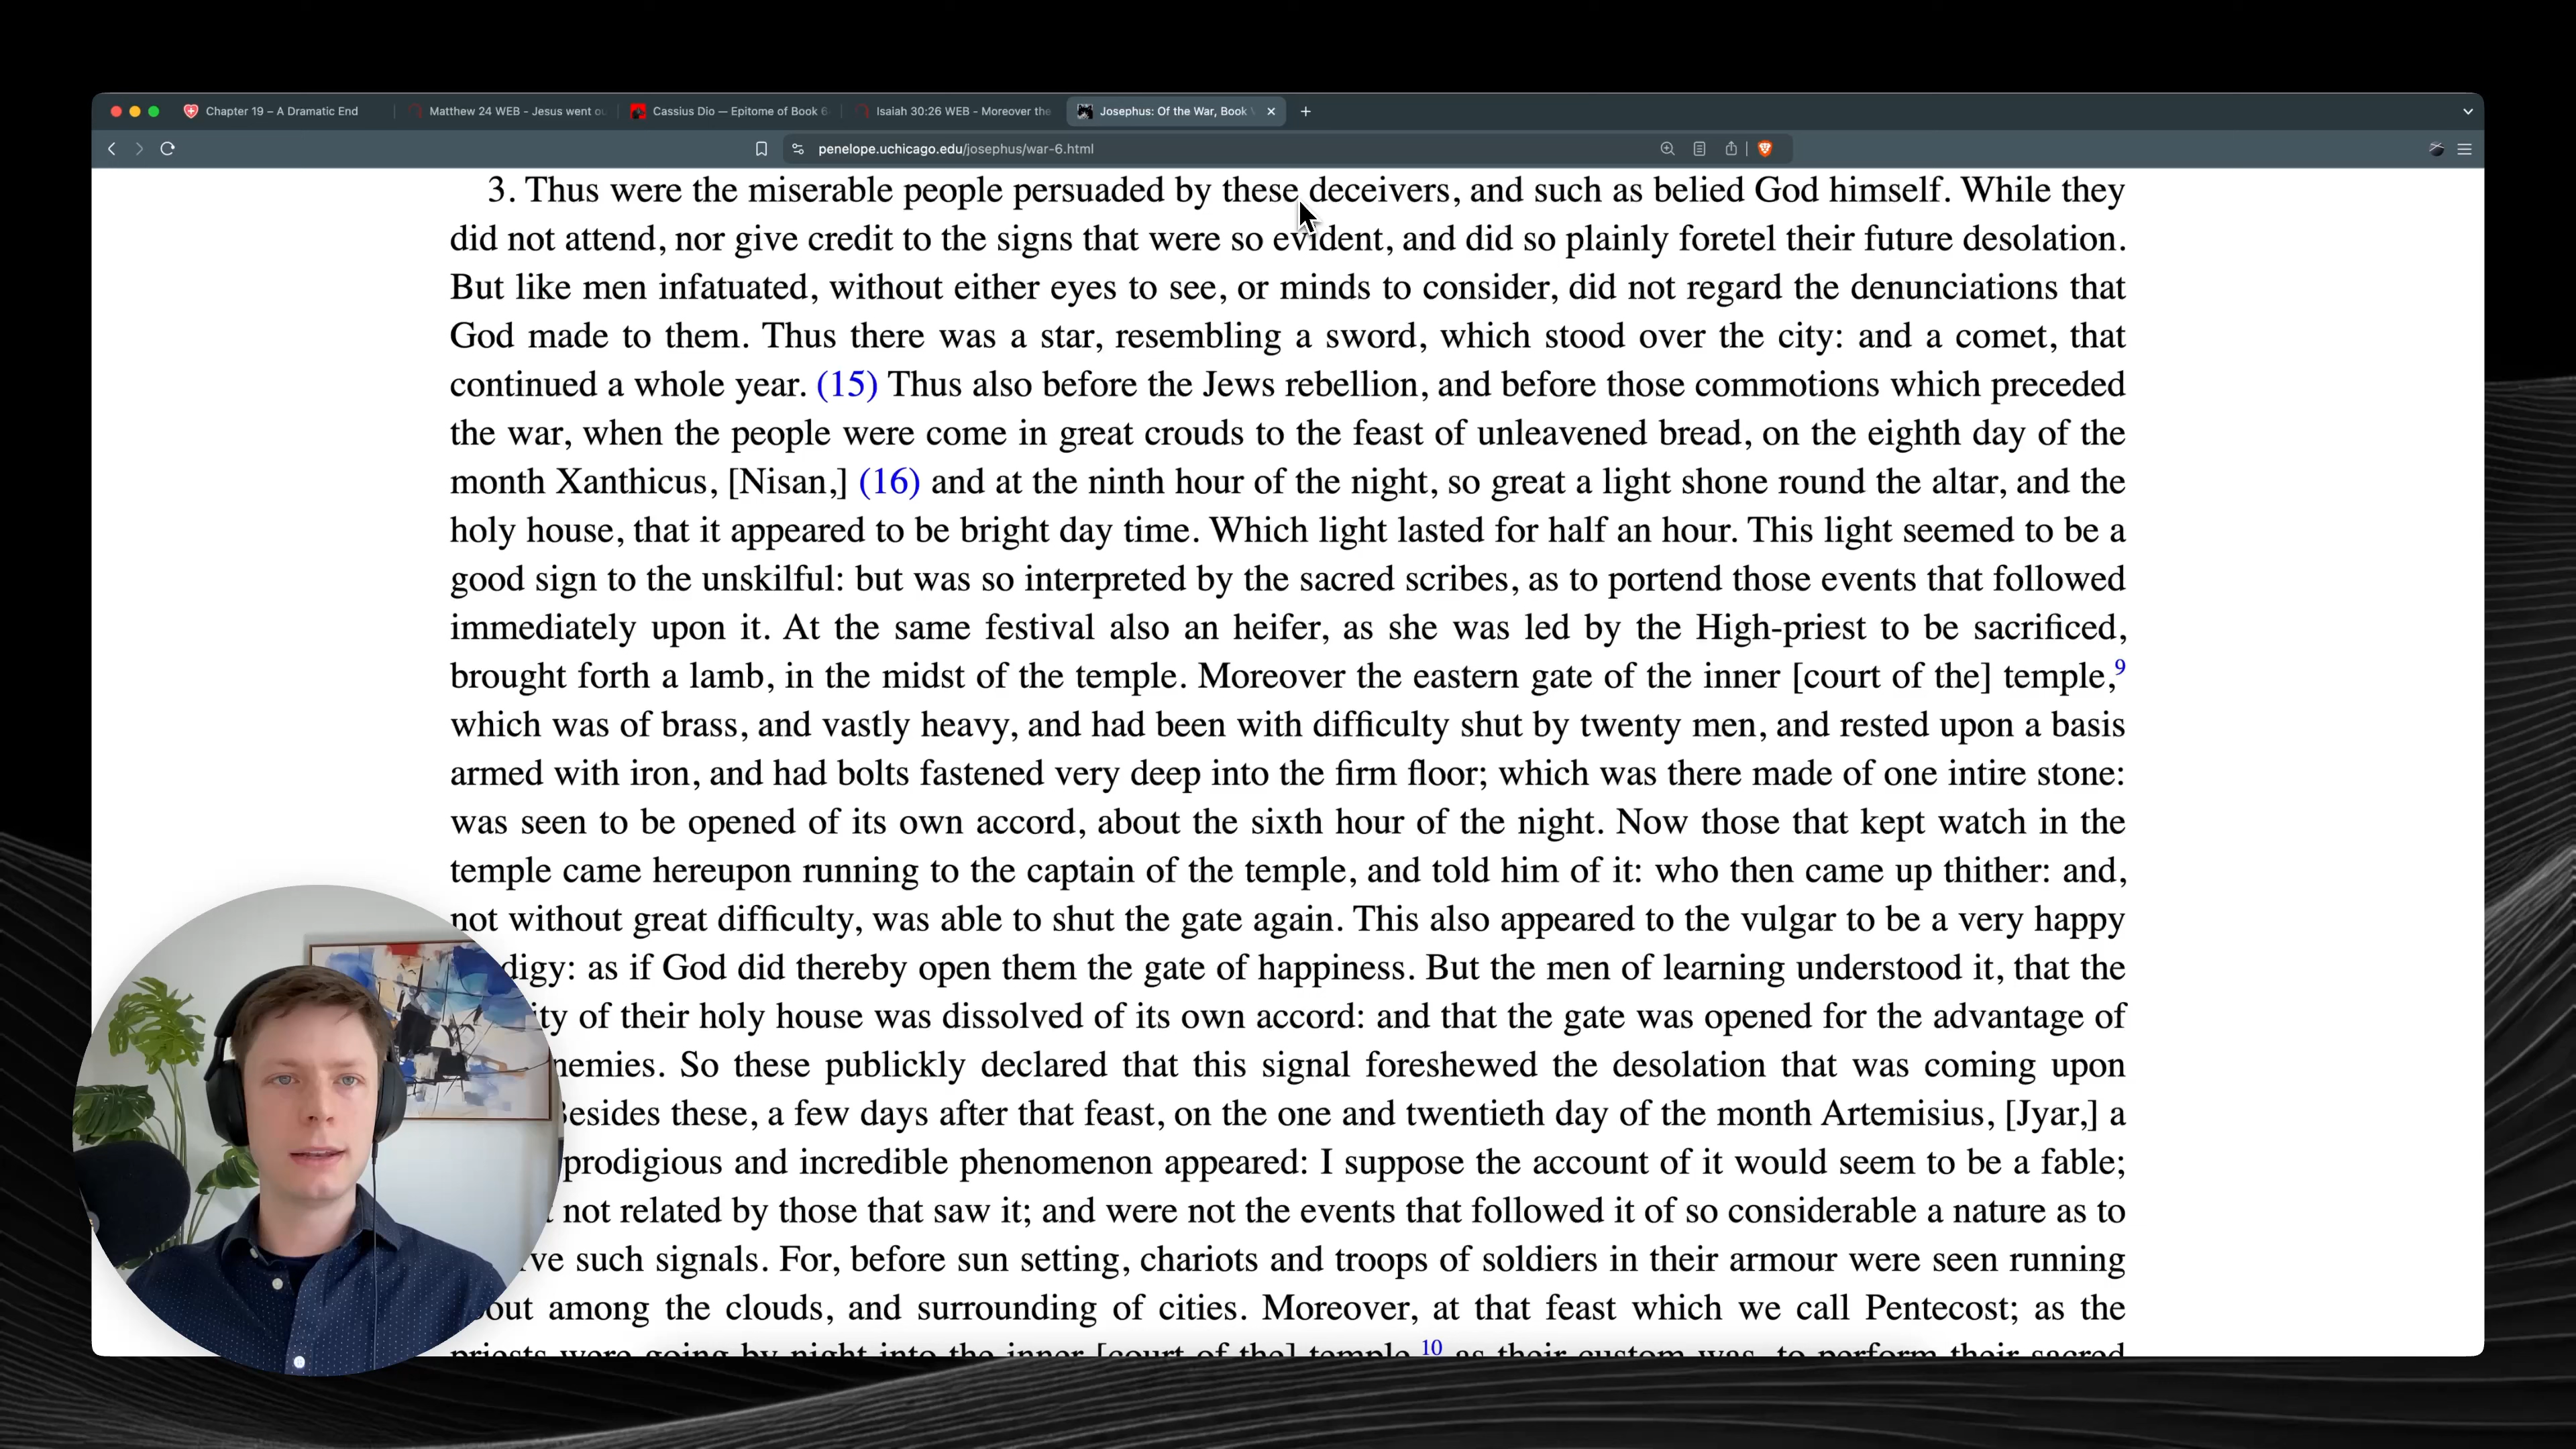 Chapter 19 – A Dramatic End
Matthew 24 WEB - Jesus went ou
Cassius Dio — Epitome of Book 6
Isaiah 30:26 WEB - Moreover the
Josephus: Of the War, Book V
penelope.uchicago.edu/josephus/war-6.html
3. Thus were the miserable people persuaded by these deceivers, and such as belied God himself. While they
did not attend, nor give credit to the signs that were so evident, and did so plainly foretel their future desolation.
But like men infatuated, without either eyes to see, or minds to consider, did not regard the denunciations that
God made to them. Thus there was a star, resembling a sword, which stood over the city: and a comet, that
continued a whole year. (15) Thus also before the Jews rebellion, and before those commotions which preceded
the war, when the people were come in great crouds to the feast of unleavened bread, on the eighth day of the
month Xanthicus, [Nisan,] (16) and at the ninth hour of the night, so great a light shone round the altar, and the
holy house, that it appeared to be bright day time. Which light lasted for half an hour. This light seemed to be a
good sign to the unskilful: but was so interpreted by the sacred scribes, as to portend those events that followed
immediately upon it. At the same festival also an heifer, as she was led by the High-priest to be sacrificed,
brought forth a lamb, in the midst of the temple. Moreover the eastern gate of the inner [court of the] temple,9
which was of brass, and vastly heavy, and had been with difficulty shut by twenty men, and rested upon a basis
armed with iron, and had bolts fastened very deep into the firm floor; which was there made of one intire stone:
was seen to be opened of its own accord, about the sixth hour of the night. Now those that kept watch in the
temple came hereupon running to the captain of the temple, and told him of it: who then came up thither: and,
not without great difficulty, was able to shut the gate again. This also appeared to the vulgar to be a very happy
digy: as if God did thereby open them the gate of happiness. But the men of learning understood it, that the
ity of their holy house was dissolved of its own accord: and that the gate was opened for the advantage of
nemies. So these publickly declared that this signal foreshewed the desolation that was coming upon
Besides these, a few days after that feast, on the one and twentieth day of the month Artemisius, [Jyar,] a
prodigious and incredible phenomenon appeared: I suppose the account of it would seem to be a fable;
not related by those that saw it; and were not the events that followed it of so considerable a nature as to
ve such signals. For, before sun setting, chariots and troops of soldiers in their armour were seen running
bout among the clouds, and surrounding of cities. Moreover, at that feast which we call Pentecost; as the
priests were going by night into the inner [court of the] temple,10 as their custom was, to perform their sacred